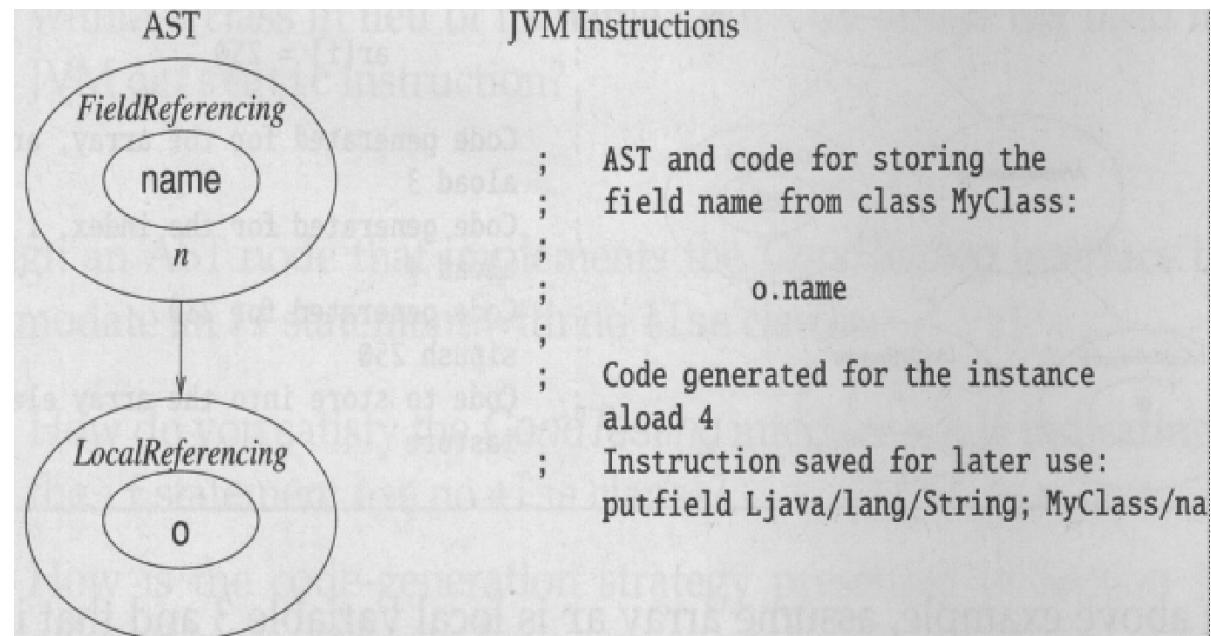 AST
JVM Instructions
FieldReferencing
name
n
LocalReferencing
o
; AST and code for storing the
; field name from class MyClass:
;
; o.name
;
; Code generated for the instance
aload 4
; Instruction saved for later use:
putfield Ljava/lang/String; MyClass/na